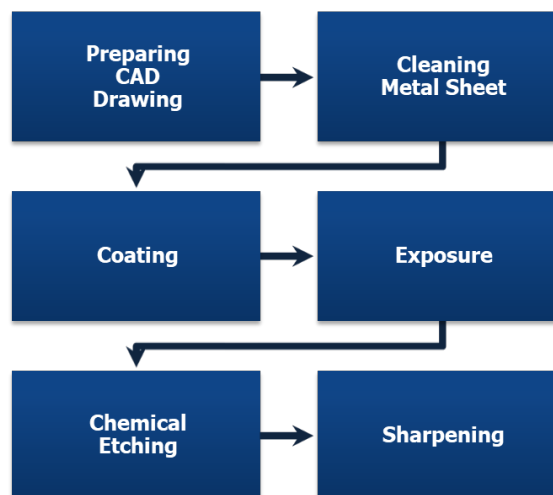 Preparing
CAD
Drawing
Cleaning
Metal Sheet
Coating
Exposure
Chemical
Etching
Sharpening